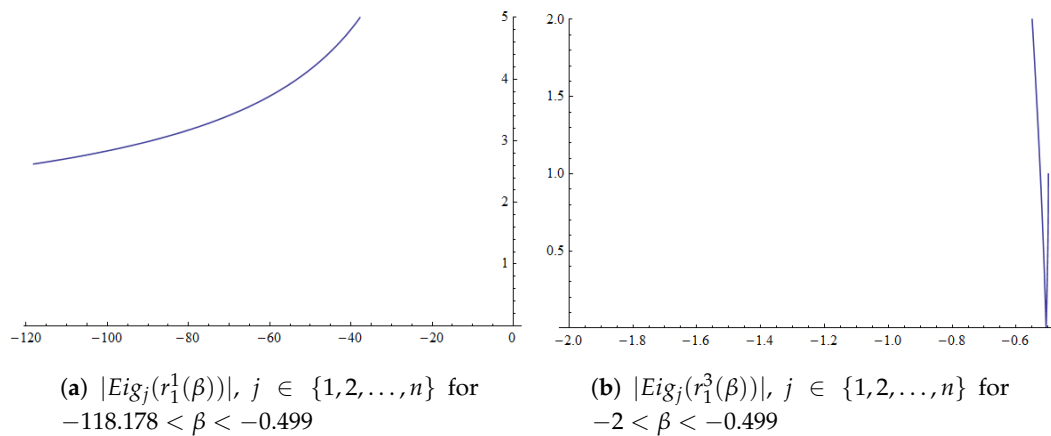 5
4
3
2
1
−120 −100 −80 −60 −40 −20 0
2.0
1.5
1.0
0.5
−2.0 −1.8 −1.6 −1.4 −1.2 −1.0 −0.8 −0.6
(a) |Eig_j(r_1^1(β))|, j ∈ {1, 2, . . . , n} for
−118.178 < β < −0.499
(b) |Eig_j(r_1^3(β))|, j ∈ {1, 2, . . . , n} for
−2 < β < −0.499